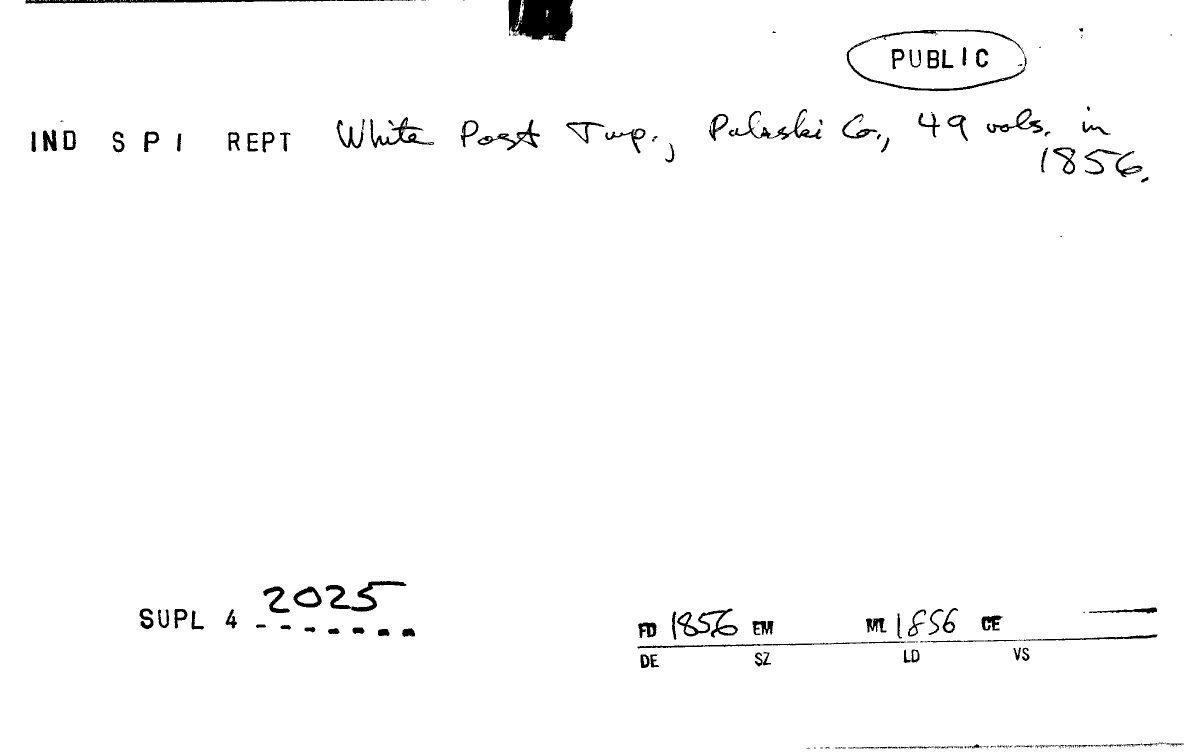 PUBLIC
IND S P I REPT White Post Twp., Pulaski Co., 49 vols. in
1856.
SUPL 4 2025
FD 1856 EM ML 1856 CE
DE SZ LD VS